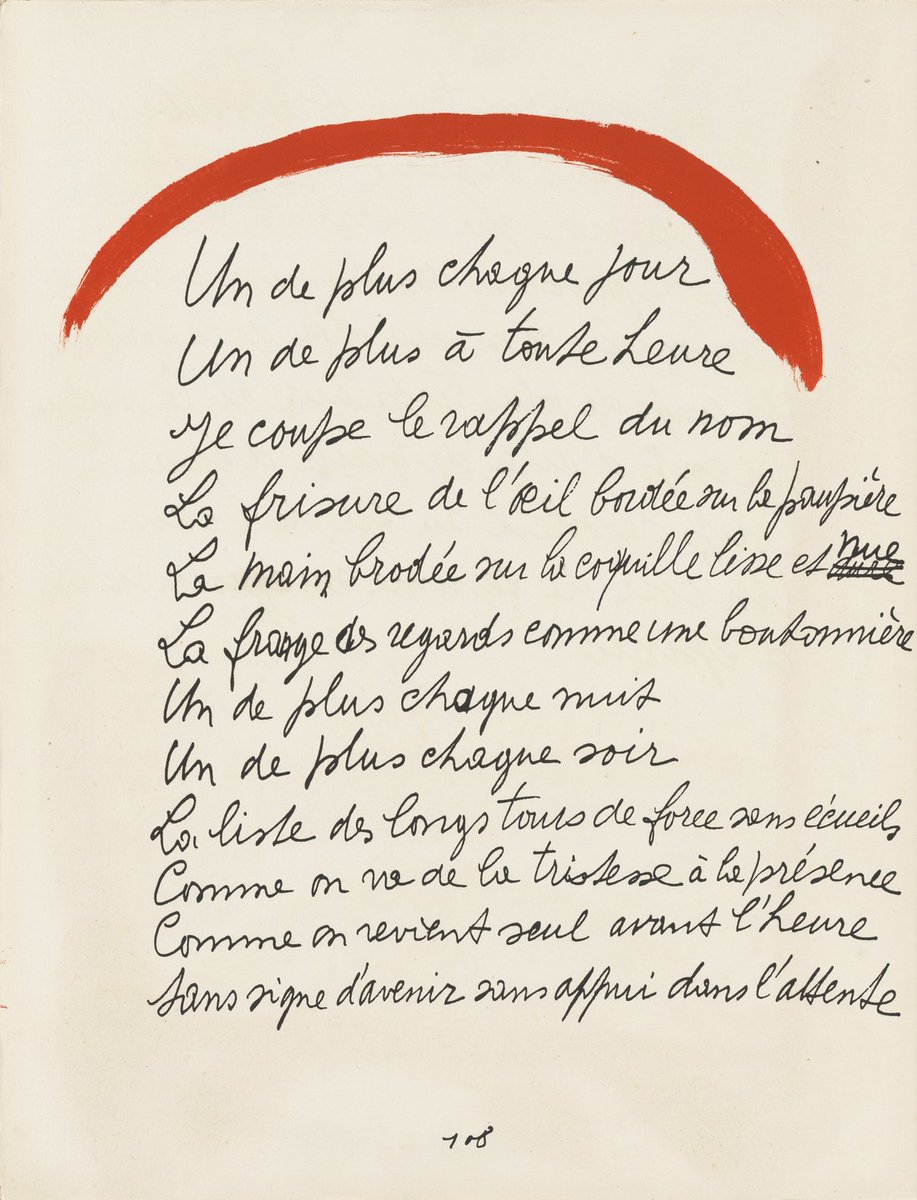 Un de plus chaque jour
Un de plus à toute heure
Je coupe le rappel du nom
La frisure de l'œil bordée sur la paupière
La main brodée sur la coquille lisse et nue
La frange des regards comme une boutonnière
Un de plus chaque nuit
Un de plus chaque soir
La liste des longs tours de force sans écueils
Comme on va de la tristesse à la présence
Comme on revient seul avant l'heure
Sans signe d'avenir sans appui dans l'attente
108